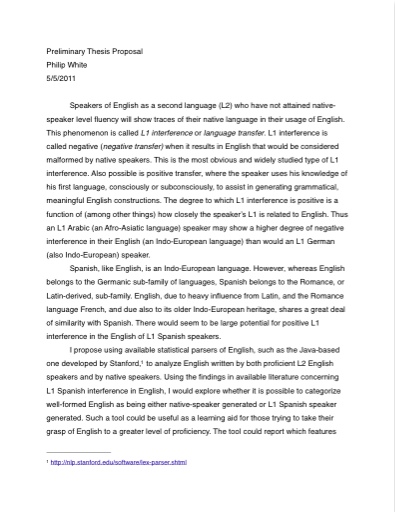 Preliminary Thesis Proposal
Philip White
5/5/2011
Speakers of English as a second language (L2) who have not attained native-
speaker level fluency will show traces of their native language in their usage of English.
This phenomenon is called L1 interference or language transfer. L1 interference is
called negative (negative transfer) when it results in English that would be considered
malformed by native speakers. This is the most obvious and widely studied type of L1
interference. Also possible is positive transfer, where the speaker uses his knowledge of
his first language, consciously or subconsciously, to assist in generating grammatical,
meaningful English constructions. The degree to which L1 interference is positive is a
function of (among other things) how closely the speaker's L1 is related to English. Thus
an L1 Arabic (an Afro-Asiatic language) speaker may show a higher degree of negative
interference in their English (an Indo-European language) than would an L1 German
(also Indo-European) speaker.
Spanish, like English, is an Indo-European language. However, whereas English
belongs to the Germanic sub-family of languages, Spanish belongs to the Romance, or
Latin-derived, sub-family. English, due to heavy influence from Latin, and the Romance
language French, and due also to its older Indo-European heritage, shares a great deal
of similarity with Spanish. There would seem to be large potential for positive L1
interference in the English of L1 Spanish speakers.
I propose using available statistical parsers of English, such as the Java-based
one developed by Stanford,¹ to analyze English written by both proficient L2 English
speakers and by native speakers. Using the findings in available literature concerning
L1 Spanish interference in English, I would explore whether it is possible to categorize
well-formed English as being either native-speaker generated or L1 Spanish speaker
generated. Such a tool could be useful as a learning aid for those trying to take their
grasp of English to a greater level of proficiency. The tool could report which features
¹ http://nlp.stanford.edu/software/lex-parser.shtml